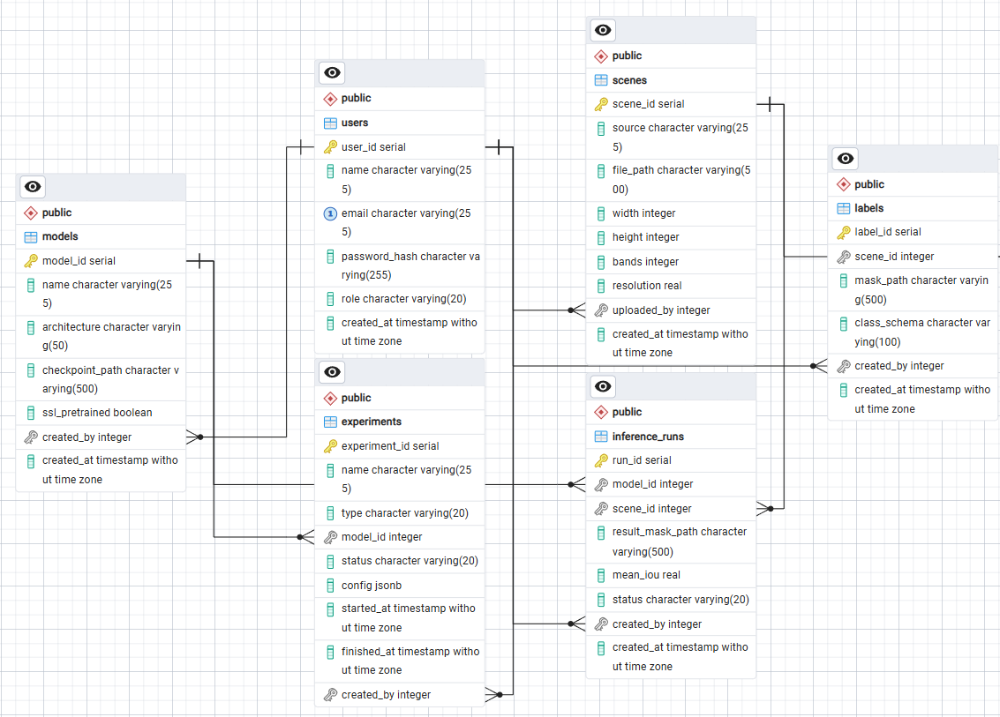 public
models
model_id serial
name character varying(25
5)
architecture character varyin
g(50)
checkpoint_path character v
arying(500)
ssl_pretrained boolean
created_by integer
created_at timestamp witho
ut time zone
public
users
user_id serial
name character varying(25
5)
1
email character varying(25
5)
password_hash character va
rying(255)
role character varying(20)
created_at timestamp witho
ut time zone
public
experiments
experiment_id serial
name character varying(25
5)
type character varying(20)
model_id integer
status character varying(20)
config jsonb
started_at timestamp witho
ut time zone
finished_at timestamp witho
ut time zone
created_by integer
public
scenes
scene_id serial
source character varying(25
5)
file_path character varying(5
00)
width integer
height integer
bands integer
resolution real
uploaded_by integer
created_at timestamp witho
ut time zone
public
inference_runs
run_id serial
model_id integer
scene_id integer
result_mask_path character
varying(500)
mean_iou real
status character varying(20)
created_by integer
created_at timestamp witho
ut time zone
public
labels
label_id serial
scene_id integer
mask_path character varyin
g(500)
class_schema character var
ying(100)
created_by integer
created_at timestamp witho
ut time zone